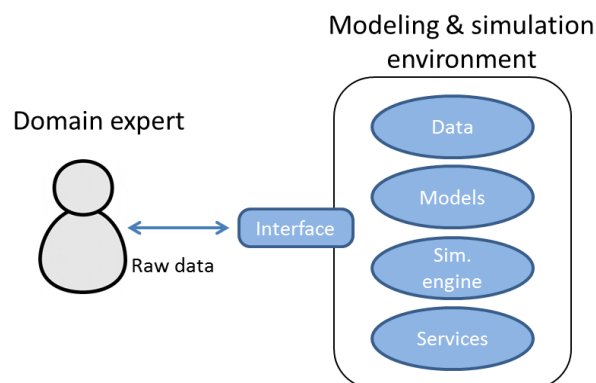 Modeling & simulation
environment
Domain expert
Data
Models
Interface
Raw data
Sim.
engine
Services